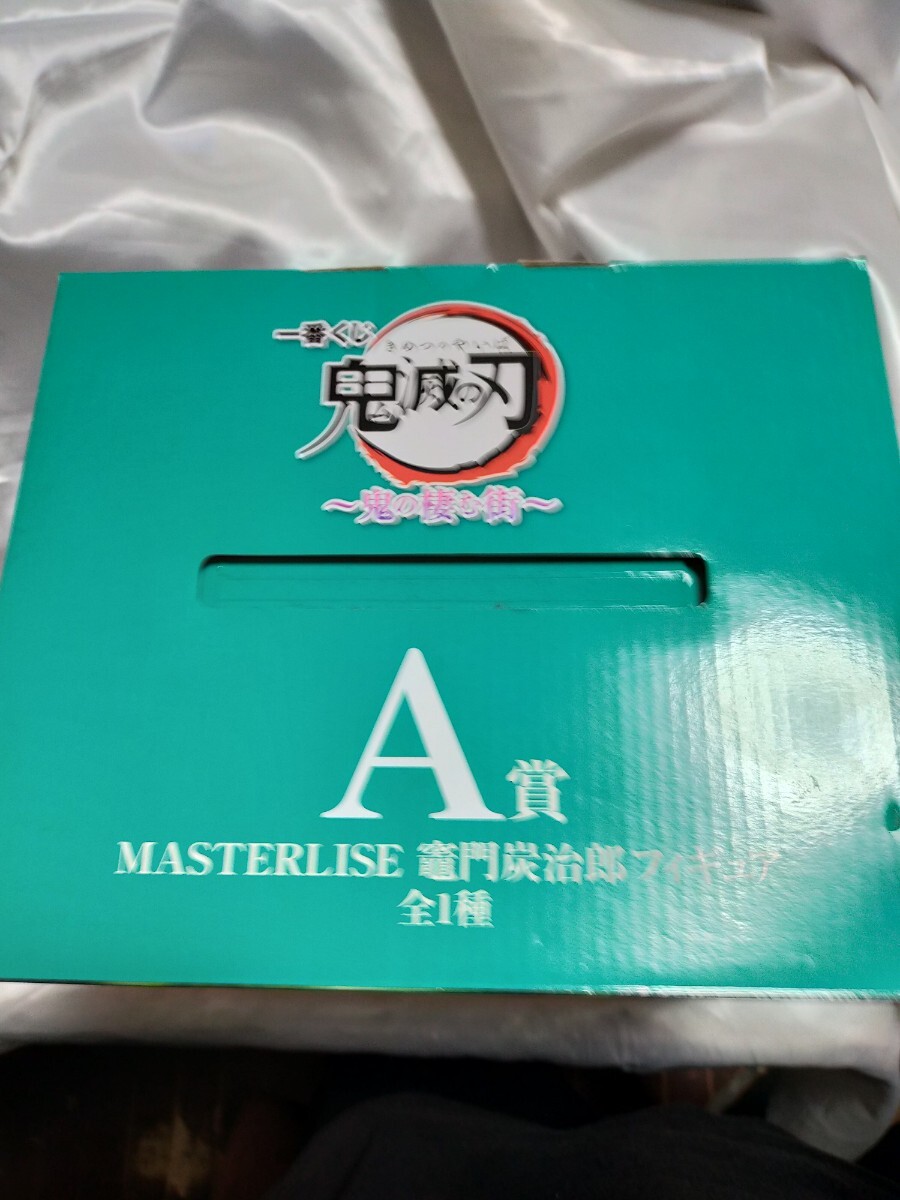 一番くじ
きめつのやいば
鬼滅の刃
〜鬼の棲む街〜
A賞
MASTERLISE 竈門炭治郎フィギュア
全1種